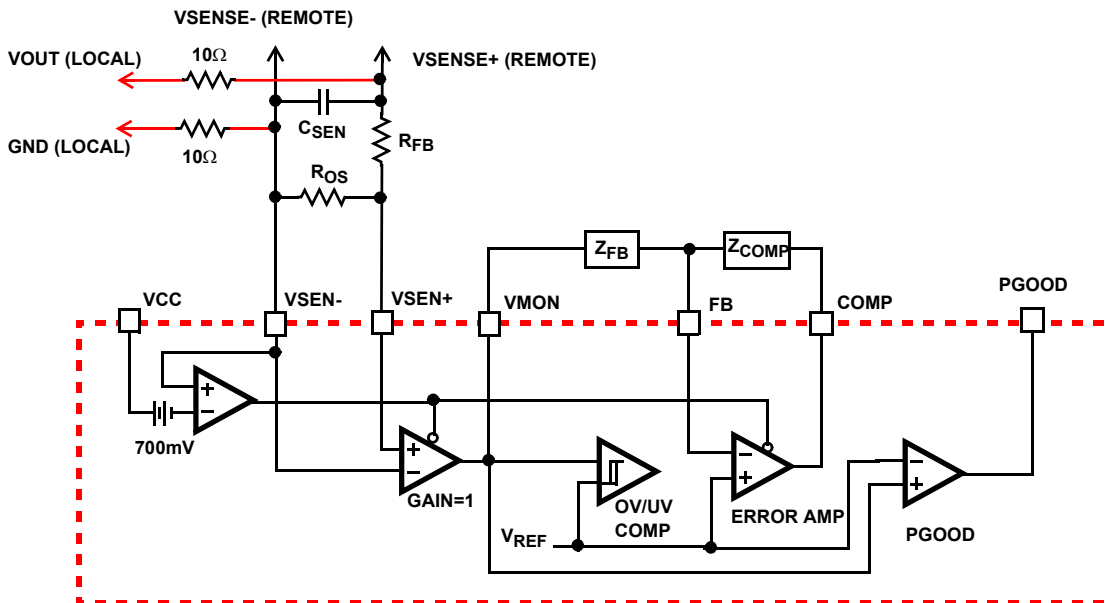 VSENSE- (REMOTE)
10Ω
VOUT (LOCAL)
VSENSE+ (REMOTE)
CSEN
RFB
GND (LOCAL)
10Ω
ROS
ZFB
ZCOMP
VCC
VSEN-
VSEN+
VMON
FB
COMP
PGOOD
+
−
700mV
+
−
GAIN=1
OV/UV
COMP
−
+
ERROR AMP
−
+
PGOOD
VREF